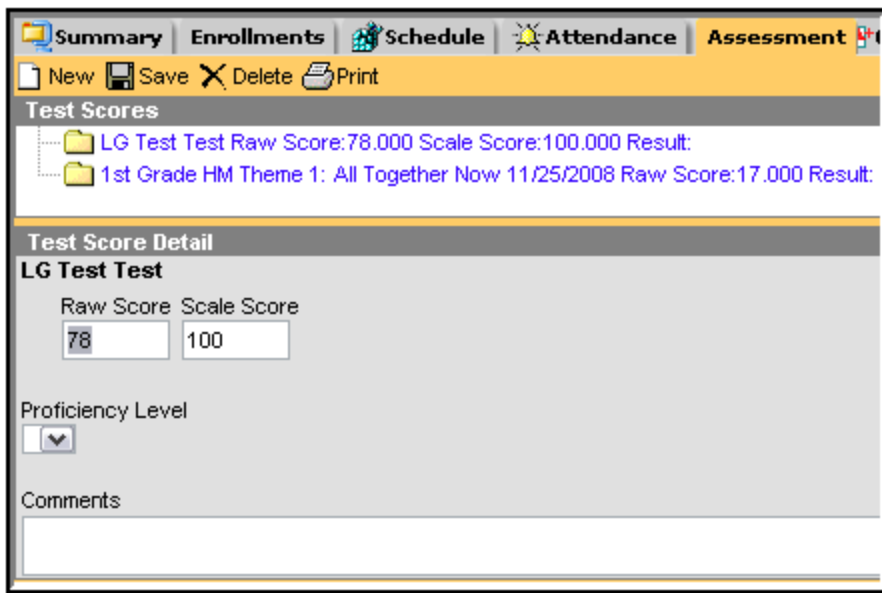 Summary Enrollments Schedule Attendance Assessment
New Save Delete Print
Test Scores
LG Test Test Raw Score:78.000 Scale Score:100.000 Result:
1st Grade HM Theme 1: All Together Now 11/25/2008 Raw Score:17.000 Result:
Test Score Detail
LG Test Test
Raw Score Scale Score
78 100
Proficiency Level
Comments